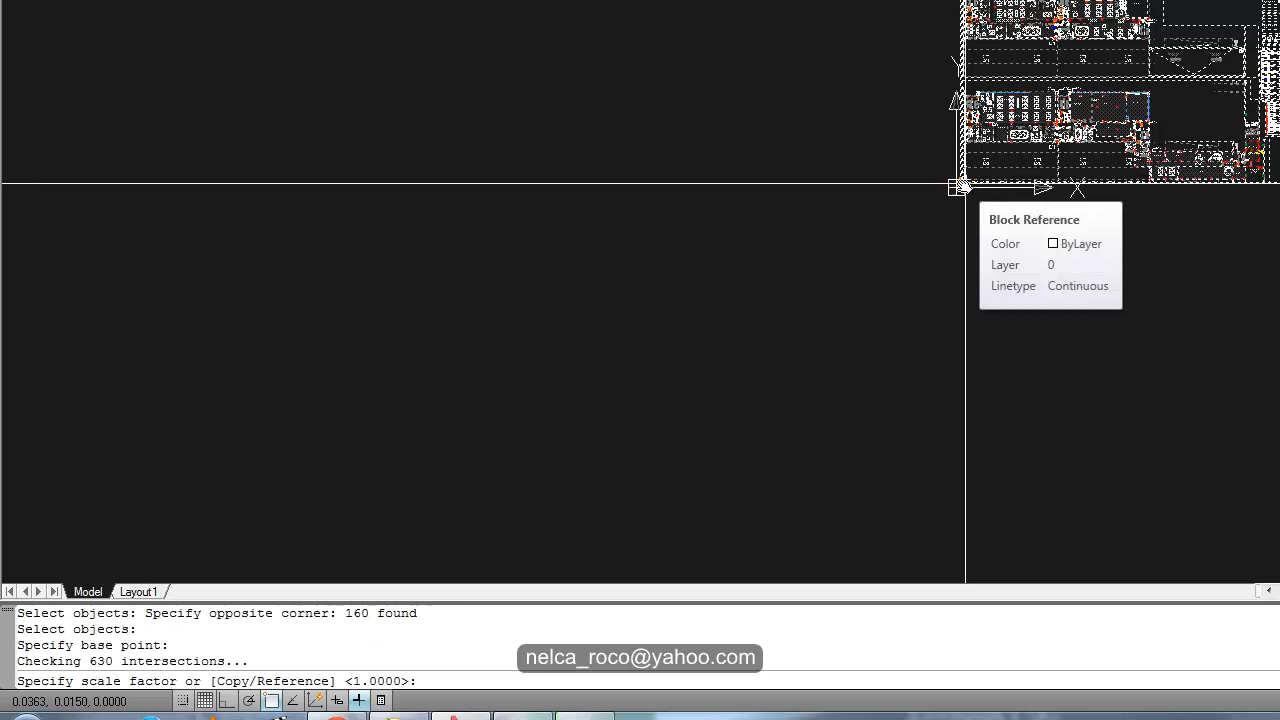 Y
X
Block Reference
Color ByLayer
Layer 0
Linetype Continuous
Model Layout1
Select objects: Specify opposite corner: 160 found
Select objects:
Specify base point:
Checking 630 intersections...
nelca_roco@yahoo.com
Specify scale factor or [Copy/Reference] <1.0000>:
0.0363, 0.0150, 0.0000